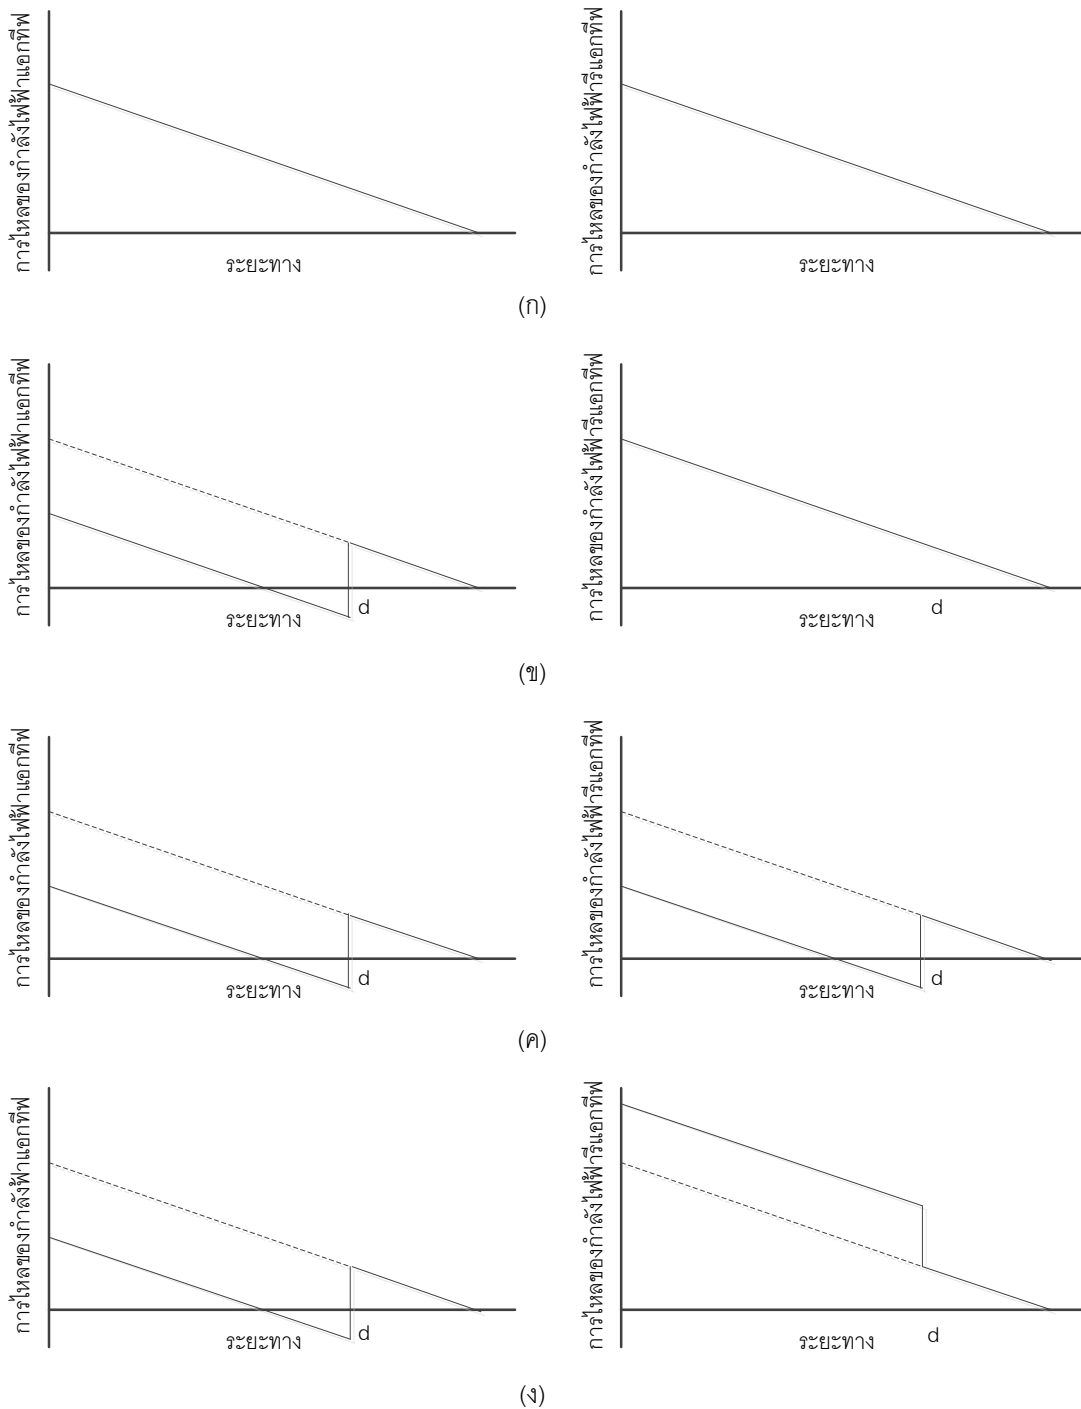 การไหลของกำลังไฟฟ้าแอกทีฟ
ระยะทาง
การไหลของกำลังไฟฟ้ารีแอกทีฟ
ระยะทาง
(ก)
การไหลของกำลังไฟฟ้าแอกทีฟ
ระยะทาง
d
การไหลของกำลังไฟฟ้ารีแอกทีฟ
ระยะทาง
d
(ข)
การไหลของกำลังไฟฟ้าแอกทีฟ
ระยะทาง
d
การไหลของกำลังไฟฟ้ารีแอกทีฟ
ระยะทาง
d
(ค)
การไหลของกำลังฟ้าแอกทีฟ
ระยะทาง
d
การไหลของกำลังไฟฟ้ารีแอกทีฟ
ระยะทาง
d
(ง)